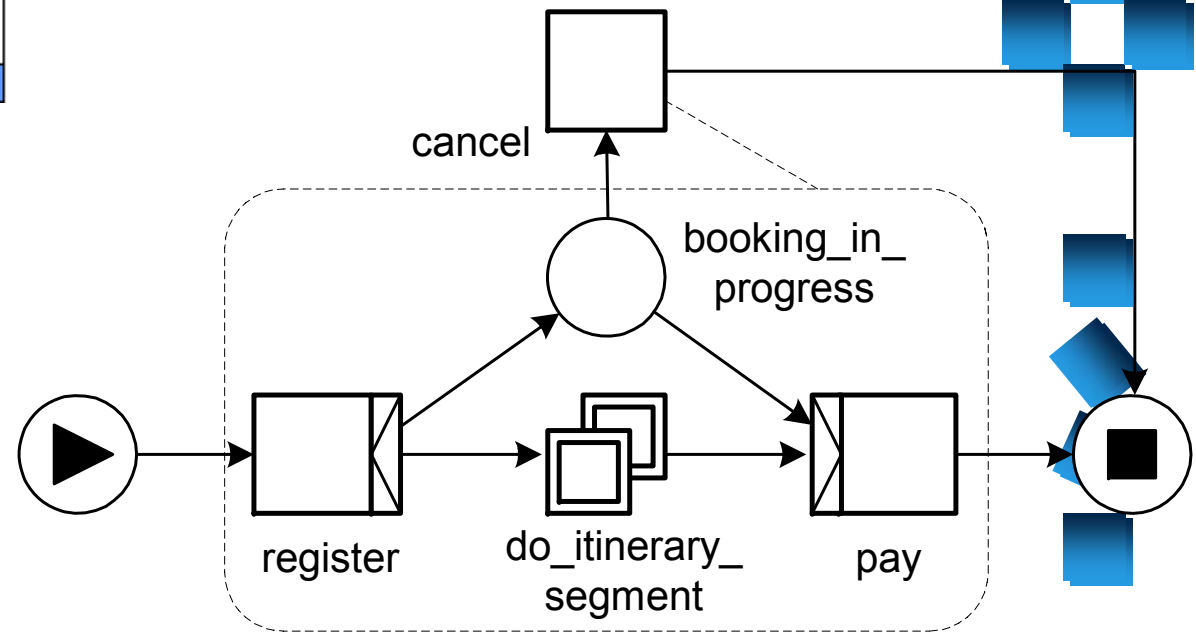 cancel
booking_in_
progress
register
do_itinerary_
segment
pay